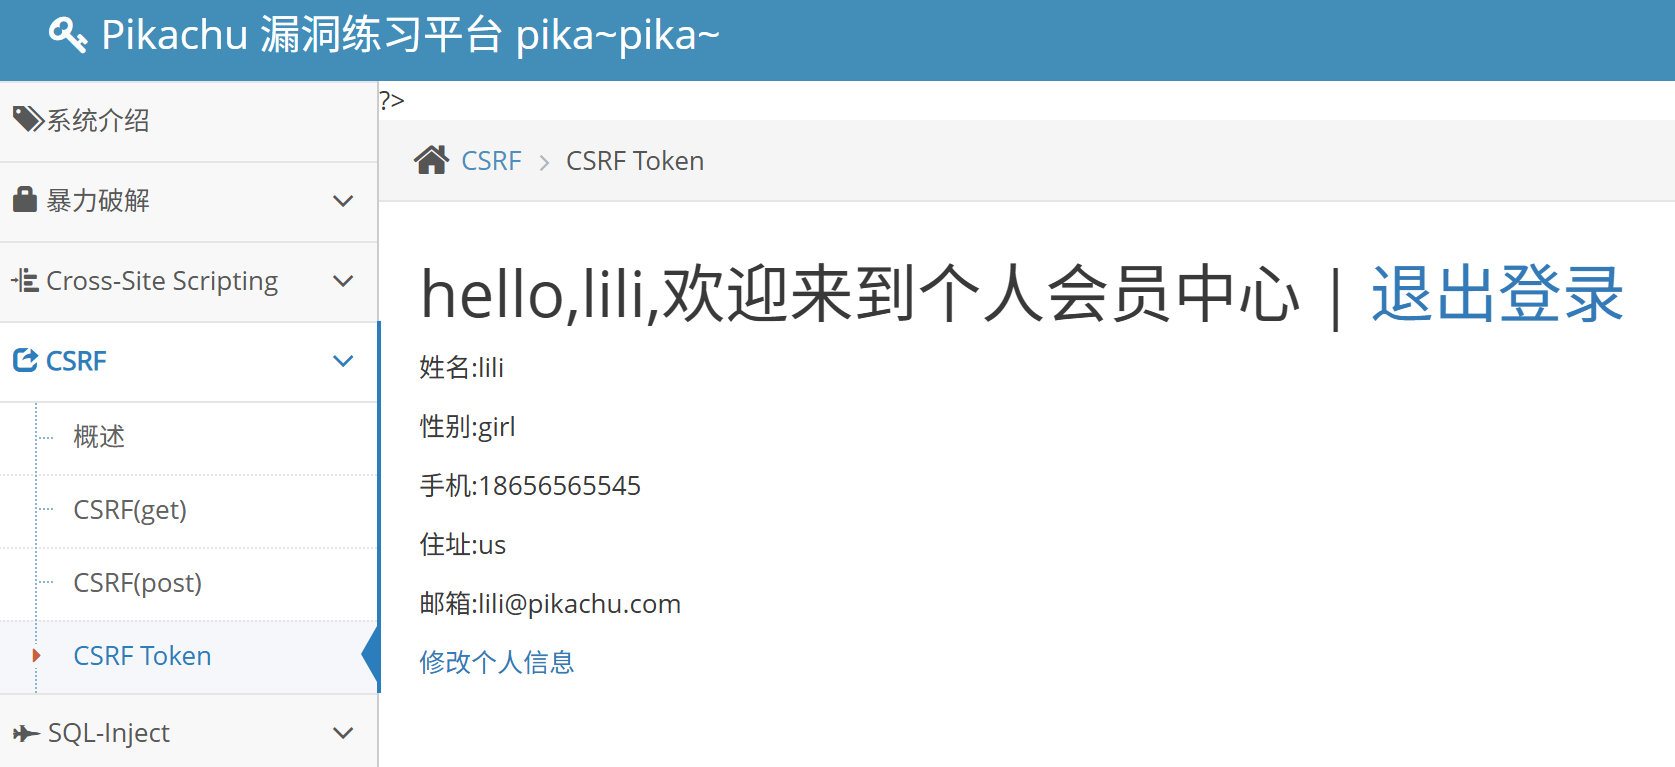 Pikachu 漏洞练习平台 pika~pika~
系统介绍
暴力破解
Cross-Site Scripting
CSRF
概述
CSRF(get)
CSRF(post)
CSRF Token
SQL-Inject
?>
CSRF > CSRF Token
hello,lili,欢迎来到个人会员中心 | 退出登录
姓名:lili
性别:girl
手机:18656565545
住址:us
邮箱:lili@pikachu.com
修改个人信息